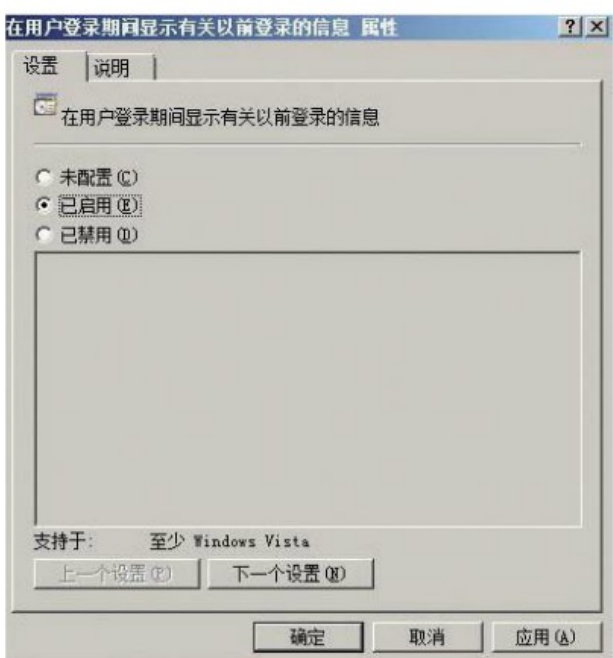 在用户登录期间显示有关以前登录的信息 属性
设置 说明
在用户登录期间显示有关以前登录的信息
未配置(C)
已启用(E)
已禁用(D)
支持于: 至少 Windows Vista
上一个设置(P) 下一个设置(N)
确定 取消 应用(A)